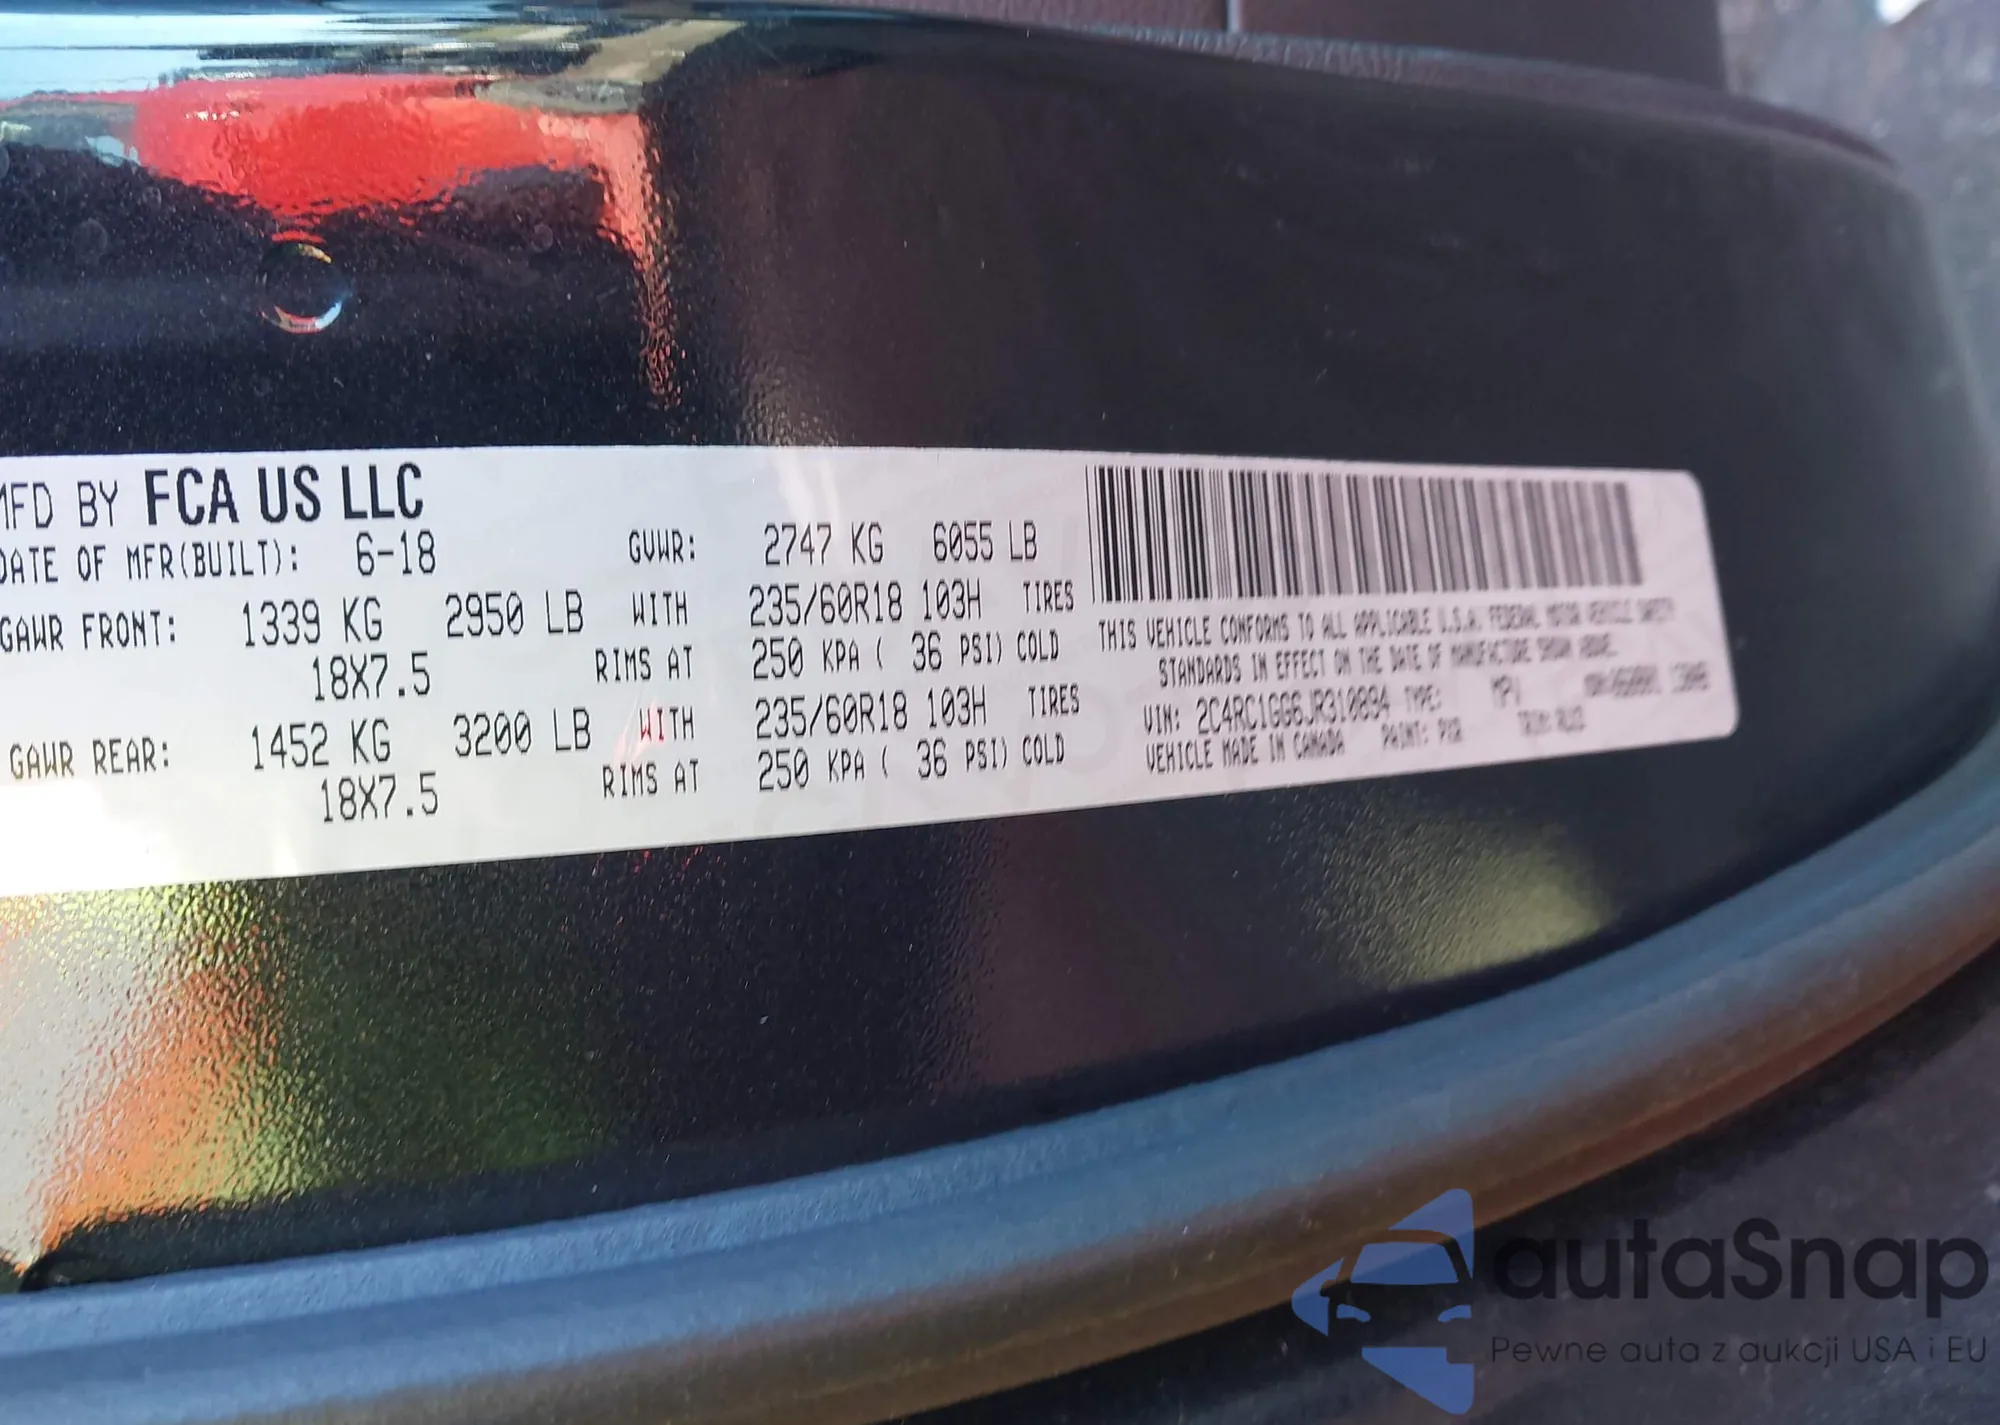 MFD BY FCA US LLC
DATE OF MFR(BUILT): 6-18 GVWR: 2747 KG 6055 LB
GAWR FRONT: 1339 KG 2950 LB WITH 235/60R18 103H TIRES
18X7.5 RIMS AT 250 KPA ( 36 PSI) COLD
GAWR REAR: 1452 KG 3200 LB WITH 235/60R18 103H TIRES
18X7.5 RIMS AT 250 KPA ( 36 PSI) COLD
THIS VEHICLE CONFORMS TO ALL APPLICABLE U.S.A. FEDERAL MOTOR VEHICLE SAFETY
STANDARDS IN EFFECT ON THE DATE OF MANUFACTURE SHOWN ABOVE.
VIN: 2C4RC1GG6JR310894 TYPE: MPV
VEHICLE MADE IN CANADA PAINT: PXR TRIM:
autaSnap
Pewne auta z aukcji USA i EU